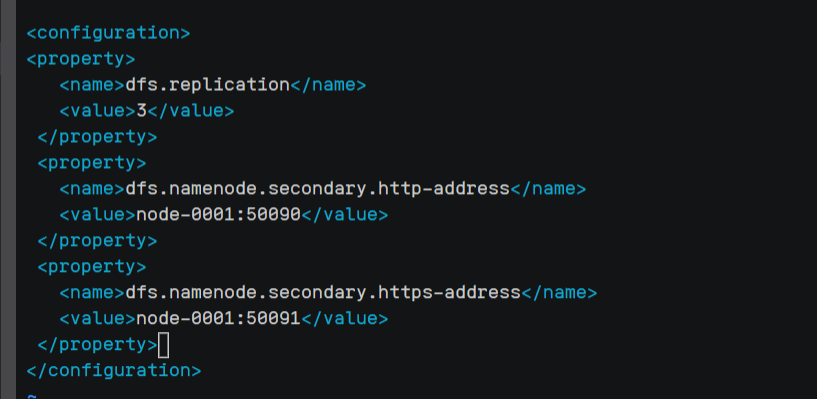 <configuration>
<property>
   <name>dfs.replication</name>
   <value>3</value>
 </property>
 <property>
   <name>dfs.namenode.secondary.http-address</name>
   <value>node-0001:50090</value>
 </property>
 <property>
   <name>dfs.namenode.secondary.https-address</name>
   <value>node-0001:50091</value>
 </property>
</configuration>
~